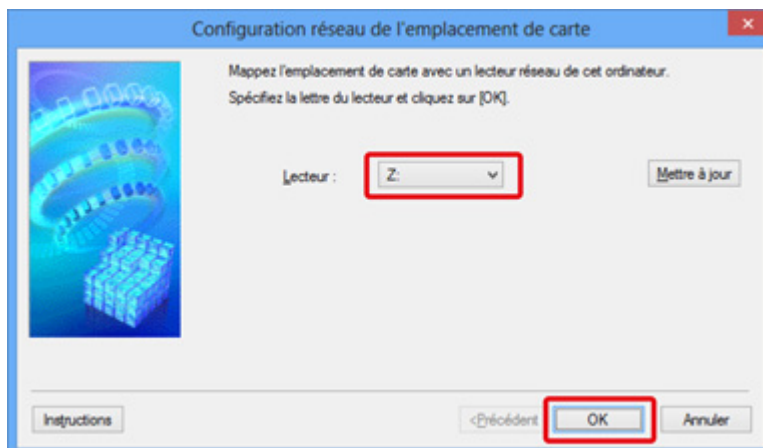 Configuration réseau de l'emplacement de carte
Mappez l'emplacement de carte avec un lecteur réseau de cet ordinateur.
Spécifiez la lettre du lecteur et cliquez sur [OK].
Lecteur : Z: Mettre à jour
Instructions <Précédent OK Annuler